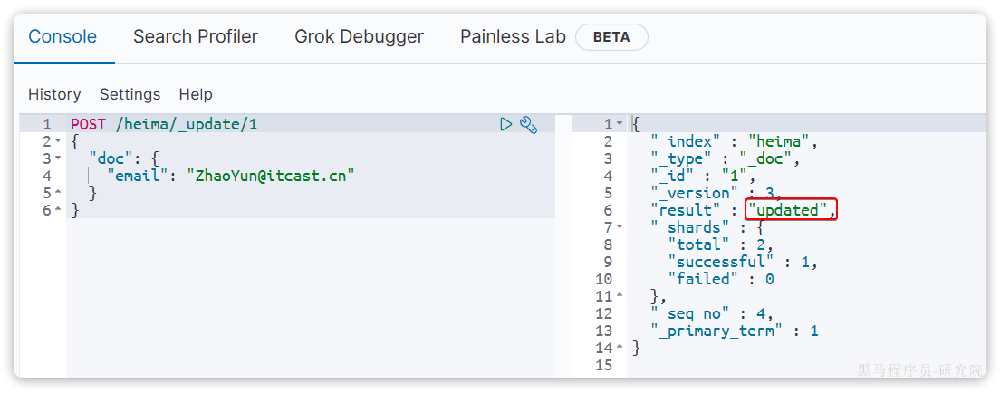 Console Search Profiler Grok Debugger Painless Lab BETA
History Settings Help
1 POST /heima/_update/1
2 {
3 "doc": {
4 "email": "ZhaoYun@itcast.cn"
5 }
6 }
1 {
2 "_index" : "heima",
3 "_type" : "_doc",
4 "_id" : "1",
5 "_version" : 3,
6 "result" : "updated",
7 "_shards" : {
8 "total" : 2,
9 "successful" : 1,
10 "failed" : 0
11 },
12 "_seq_no" : 4,
13 "_primary_term" : 1
14 }
15
黑马程序员-研究院